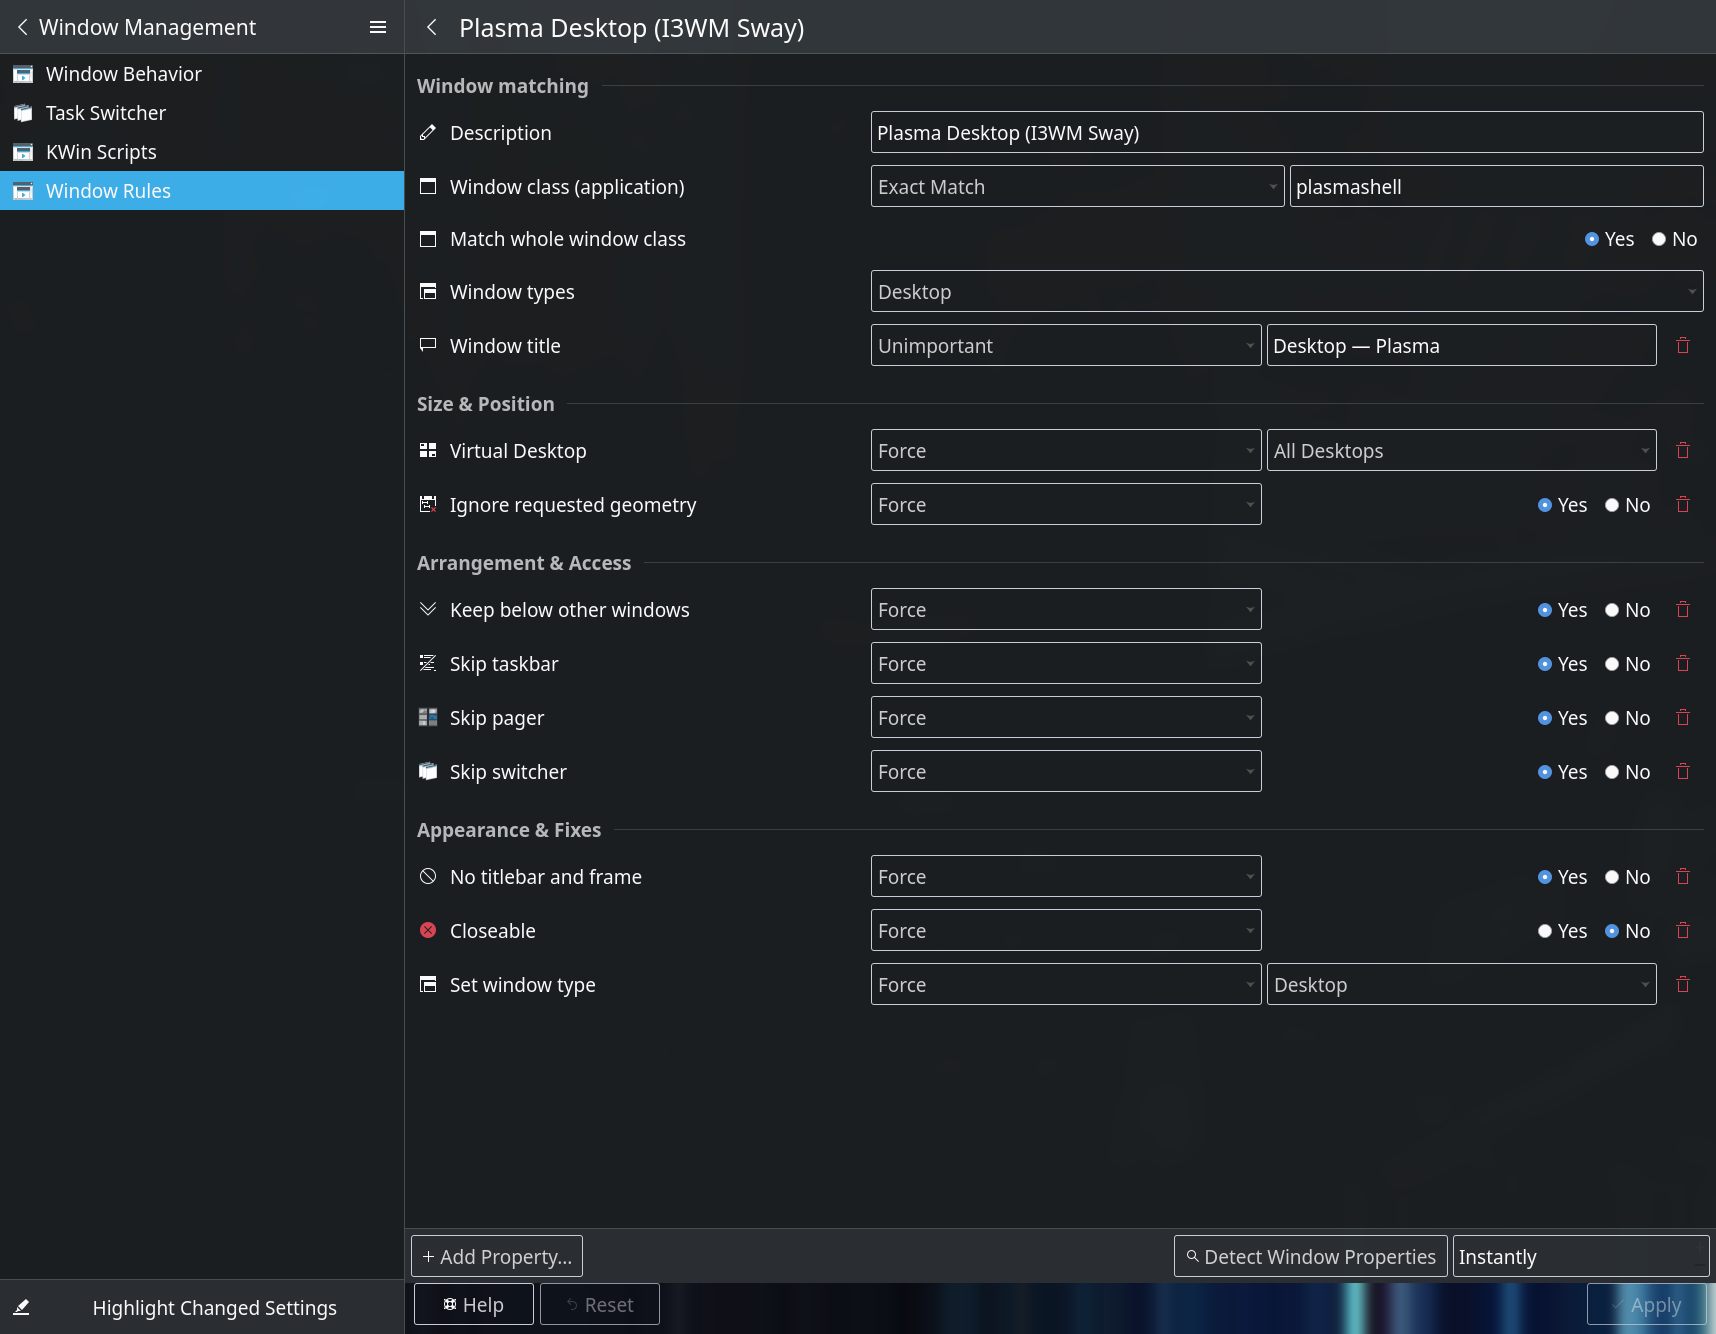 Window Management
Plasma Desktop (I3WM Sway)
Window Behavior
Task Switcher
KWin Scripts
Window Rules
Highlight Changed Settings
Window matching
Description Plasma Desktop (I3WM Sway)
Window class (application) Exact Match plasmashell
Match whole window class Yes No
Window types Desktop
Window title Unimportant Desktop — Plasma
Size & Position
Virtual Desktop Force All Desktops
Ignore requested geometry Force Yes No
Arrangement & Access
Keep below other windows Force Yes No
Skip taskbar Force Yes No
Skip pager Force Yes No
Skip switcher Force Yes No
Appearance & Fixes
No titlebar and frame Force Yes No
Closeable Force Yes No
Set window type Force Desktop
Add Property... Detect Window Properties Instantly
Help Reset Apply